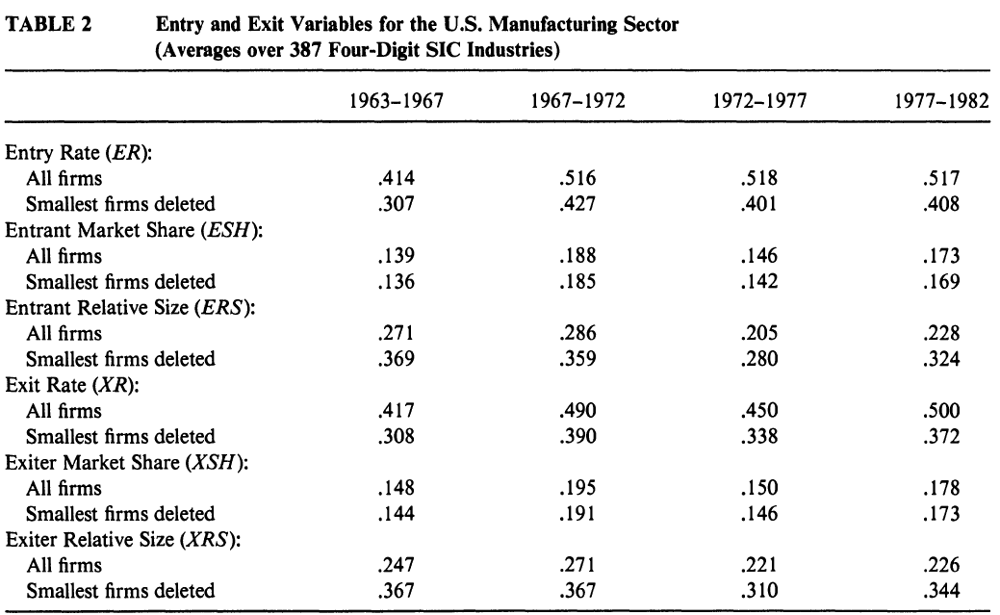 TABLE 2 Entry and Exit Variables for the U.S. Manufacturing Sector
(Averages over 387 Four-Digit SIC Industries)
1963–1967 1967–1972 1972–1977 1977–1982
Entry Rate (ER):
All firms .414 .516 .518 .517
Smallest firms deleted .307 .427 .401 .408
Entrant Market Share (ESH):
All firms .139 .188 .146 .173
Smallest firms deleted .136 .185 .142 .169
Entrant Relative Size (ERS):
All firms .271 .286 .205 .228
Smallest firms deleted .369 .359 .280 .324
Exit Rate (XR):
All firms .417 .490 .450 .500
Smallest firms deleted .308 .390 .338 .372
Exiter Market Share (XSH):
All firms .148 .195 .150 .178
Smallest firms deleted .144 .191 .146 .173
Exiter Relative Size (XRS):
All firms .247 .271 .221 .226
Smallest firms deleted .367 .367 .310 .344